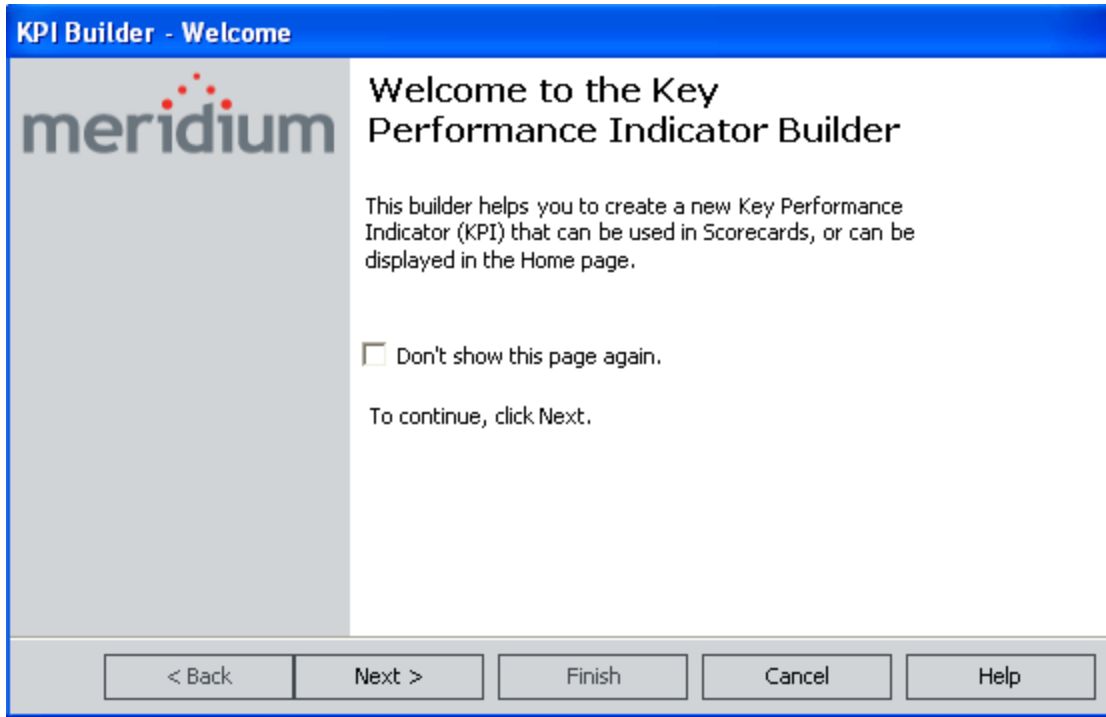 KPI Builder - Welcome
meridium
Welcome to the Key
Performance Indicator Builder
This builder helps you to create a new Key Performance
Indicator (KPI) that can be used in Scorecards, or can be
displayed in the Home page.
Don't show this page again.
To continue, click Next.
< Back Next > Finish Cancel Help